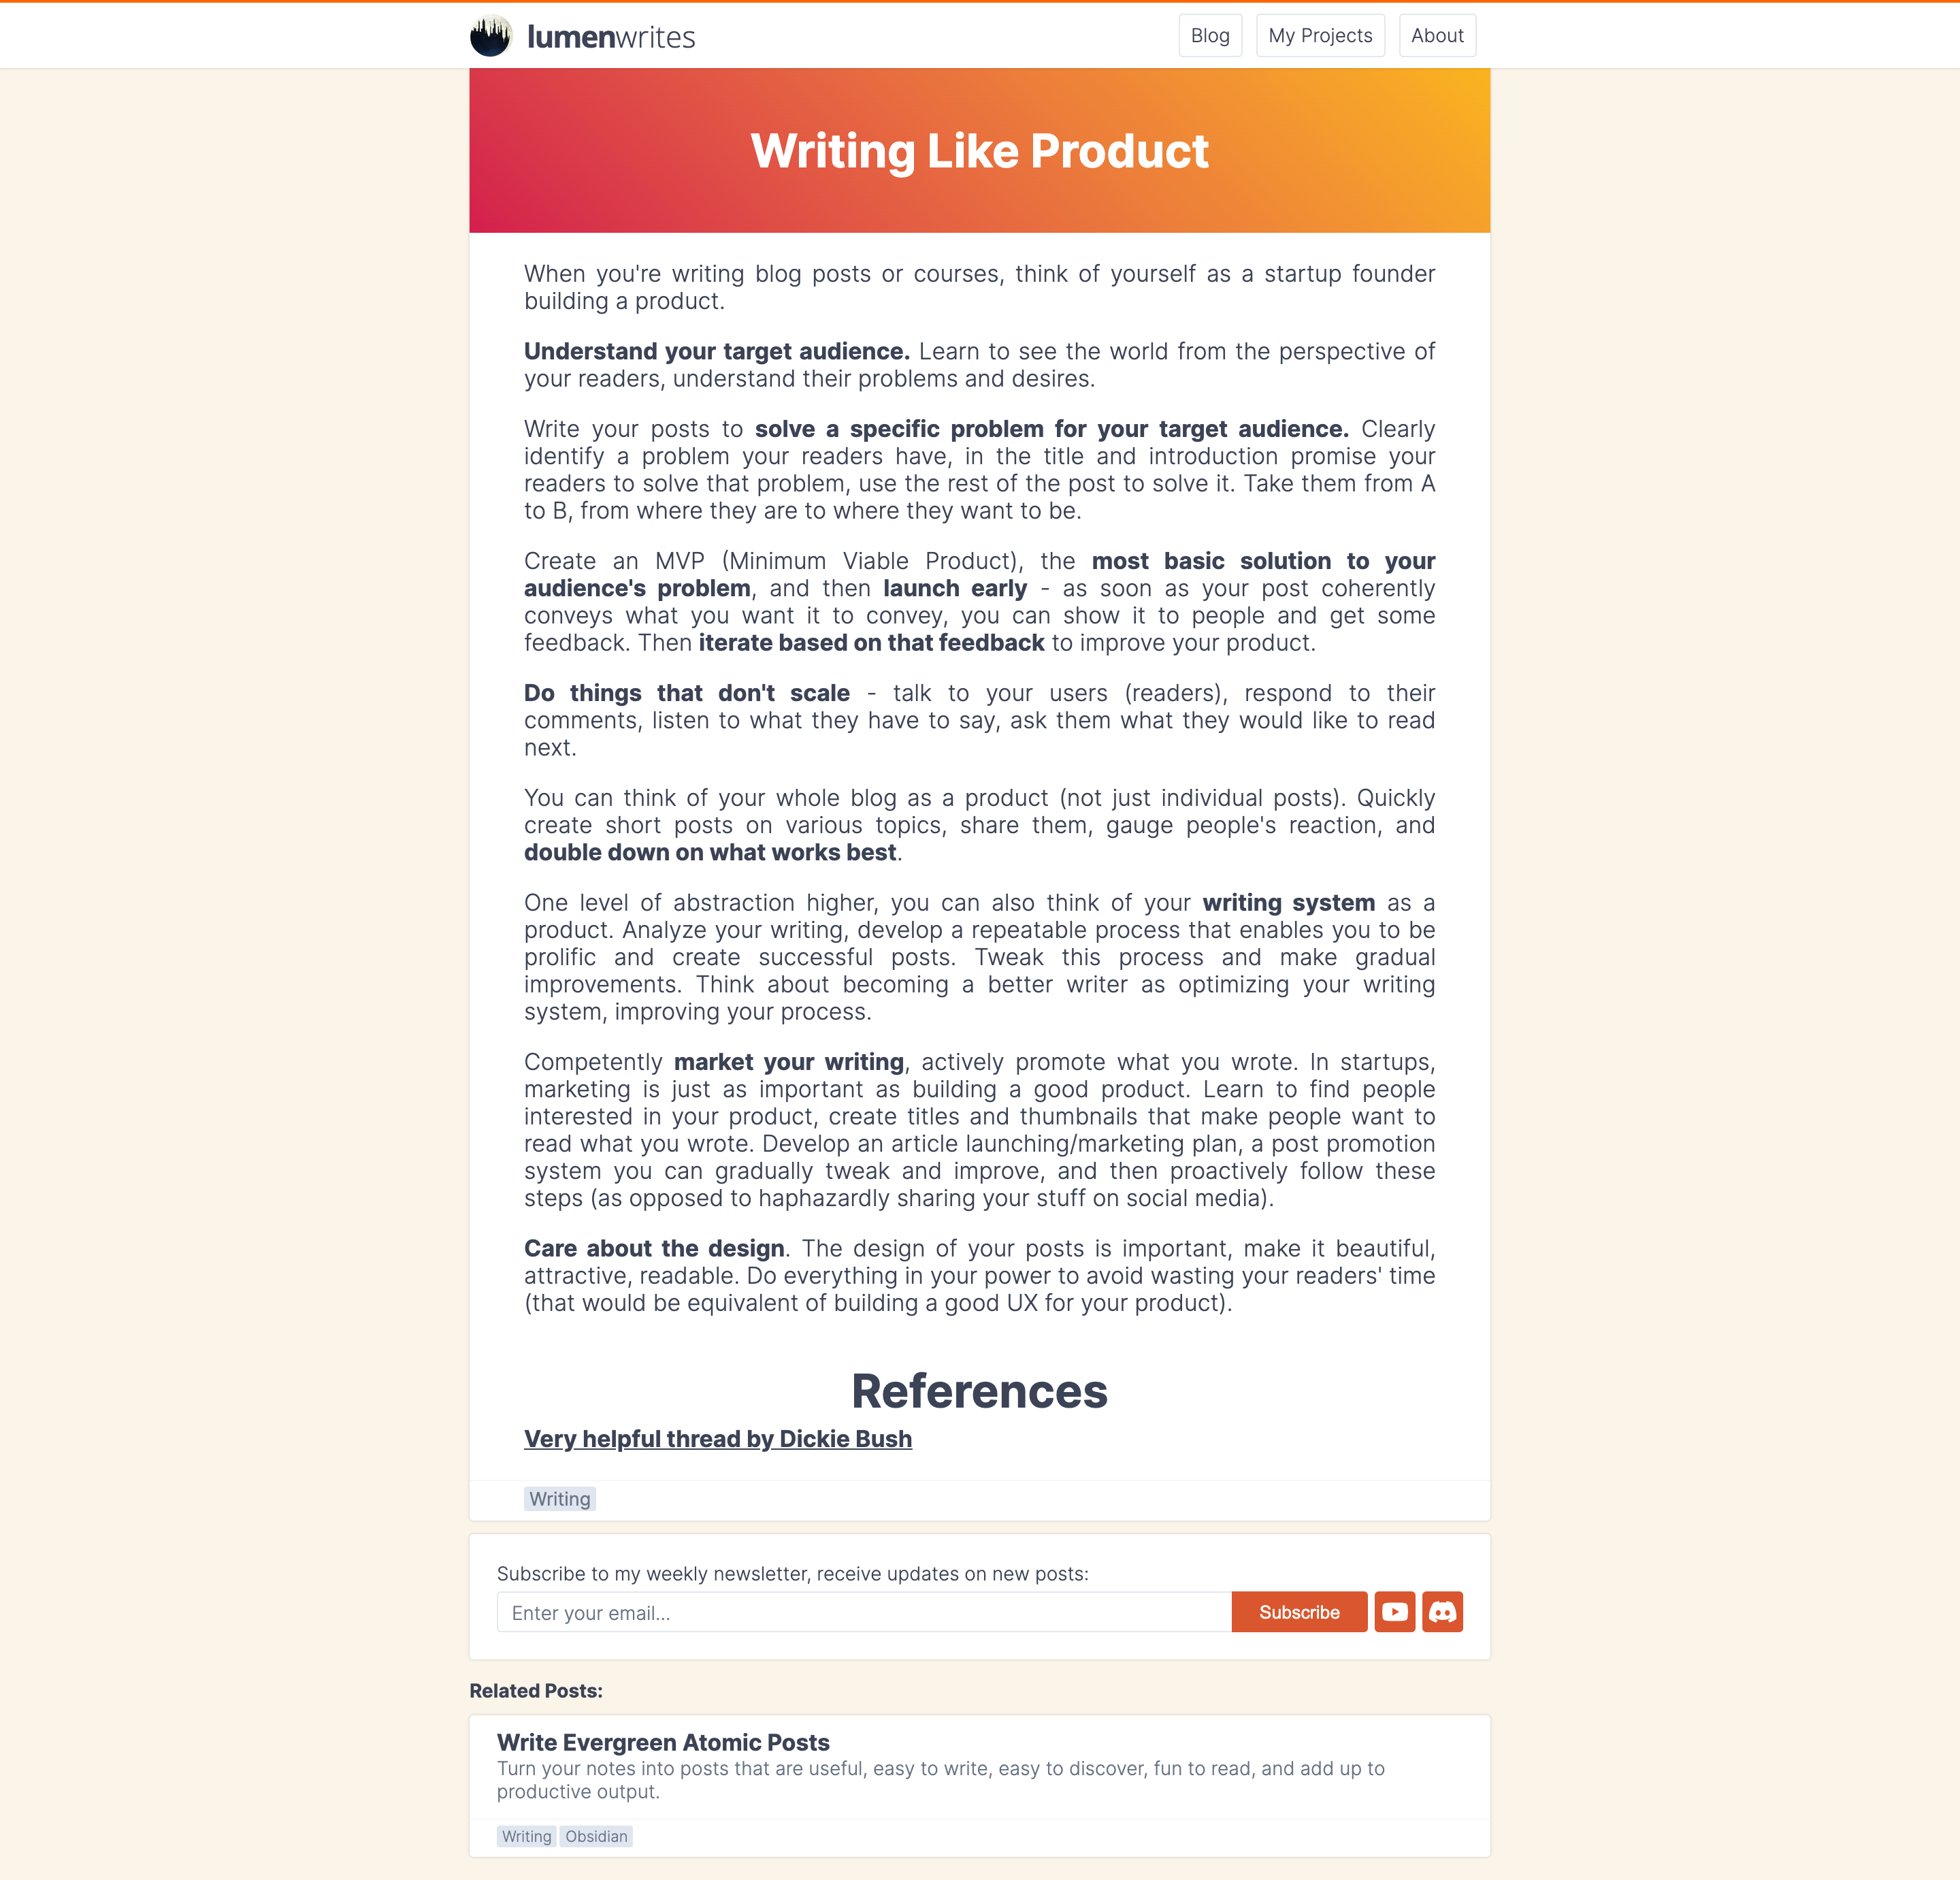 lumenwrites
Blog
My Projects
About
Writing Like Product
When you're writing blog posts or courses, think of yourself as a startup founder
building a product.
Understand your target audience. Learn to see the world from the perspective of
your readers, understand their problems and desires.
Write your posts to solve a specific problem for your target audience. Clearly
identify a problem your readers have, in the title and introduction promise your
readers to solve that problem, use the rest of the post to solve it. Take them from A
to B, from where they are to where they want to be.
Create an MVP (Minimum Viable Product), the most basic solution to your
audience's problem, and then launch early - as soon as your post coherently
conveys what you want it to convey, you can show it to people and get some
feedback. Then iterate based on that feedback to improve your product.
Do things that don't scale - talk to your users (readers), respond to their
comments, listen to what they have to say, ask them what they would like to read
next.
You can think of your whole blog as a product (not just individual posts). Quickly
create short posts on various topics, share them, gauge people's reaction, and
double down on what works best.
One level of abstraction higher, you can also think of your writing system as a
product. Analyze your writing, develop a repeatable process that enables you to be
prolific and create successful posts. Tweak this process and make gradual
improvements. Think about becoming a better writer as optimizing your writing
system, improving your process.
Competently market your writing, actively promote what you wrote. In startups,
marketing is just as important as building a good product. Learn to find people
interested in your product, create titles and thumbnails that make people want to
read what you wrote. Develop an article launching/marketing plan, a post promotion
system you can gradually tweak and improve, and then proactively follow these
steps (as opposed to haphazardly sharing your stuff on social media).
Care about the design. The design of your posts is important, make it beautiful,
attractive, readable. Do everything in your power to avoid wasting your readers' time
(that would be equivalent of building a good UX for your product).
References
Very helpful thread by Dickie Bush
Writing
Subscribe to my weekly newsletter, receive updates on new posts:
Enter your email...
Subscribe
Related Posts:
Write Evergreen Atomic Posts
Turn your notes into posts that are useful, easy to write, easy to discover, fun to read, and add up to
productive output.
Writing
Obsidian